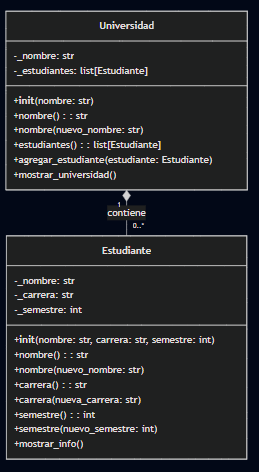 Universidad
-_nombre: str
-_estudiantes: list[Estudiante]
+init(nombre: str)
+nombre() : : str
+nombre(nuevo_nombre: str)
+estudiantes() : : list[Estudiante]
+agregar_estudiante(estudiante: Estudiante)
+mostrar_universidad()
1
contiene
0..*
Estudiante
-_nombre: str
-_carrera: str
-_semestre: int
+init(nombre: str, carrera: str, semestre: int)
+nombre() : : str
+nombre(nuevo_nombre: str)
+carrera() : : str
+carrera(nueva_carrera: str)
+semestre() : : int
+semestre(nuevo_semestre: int)
+mostrar_info()